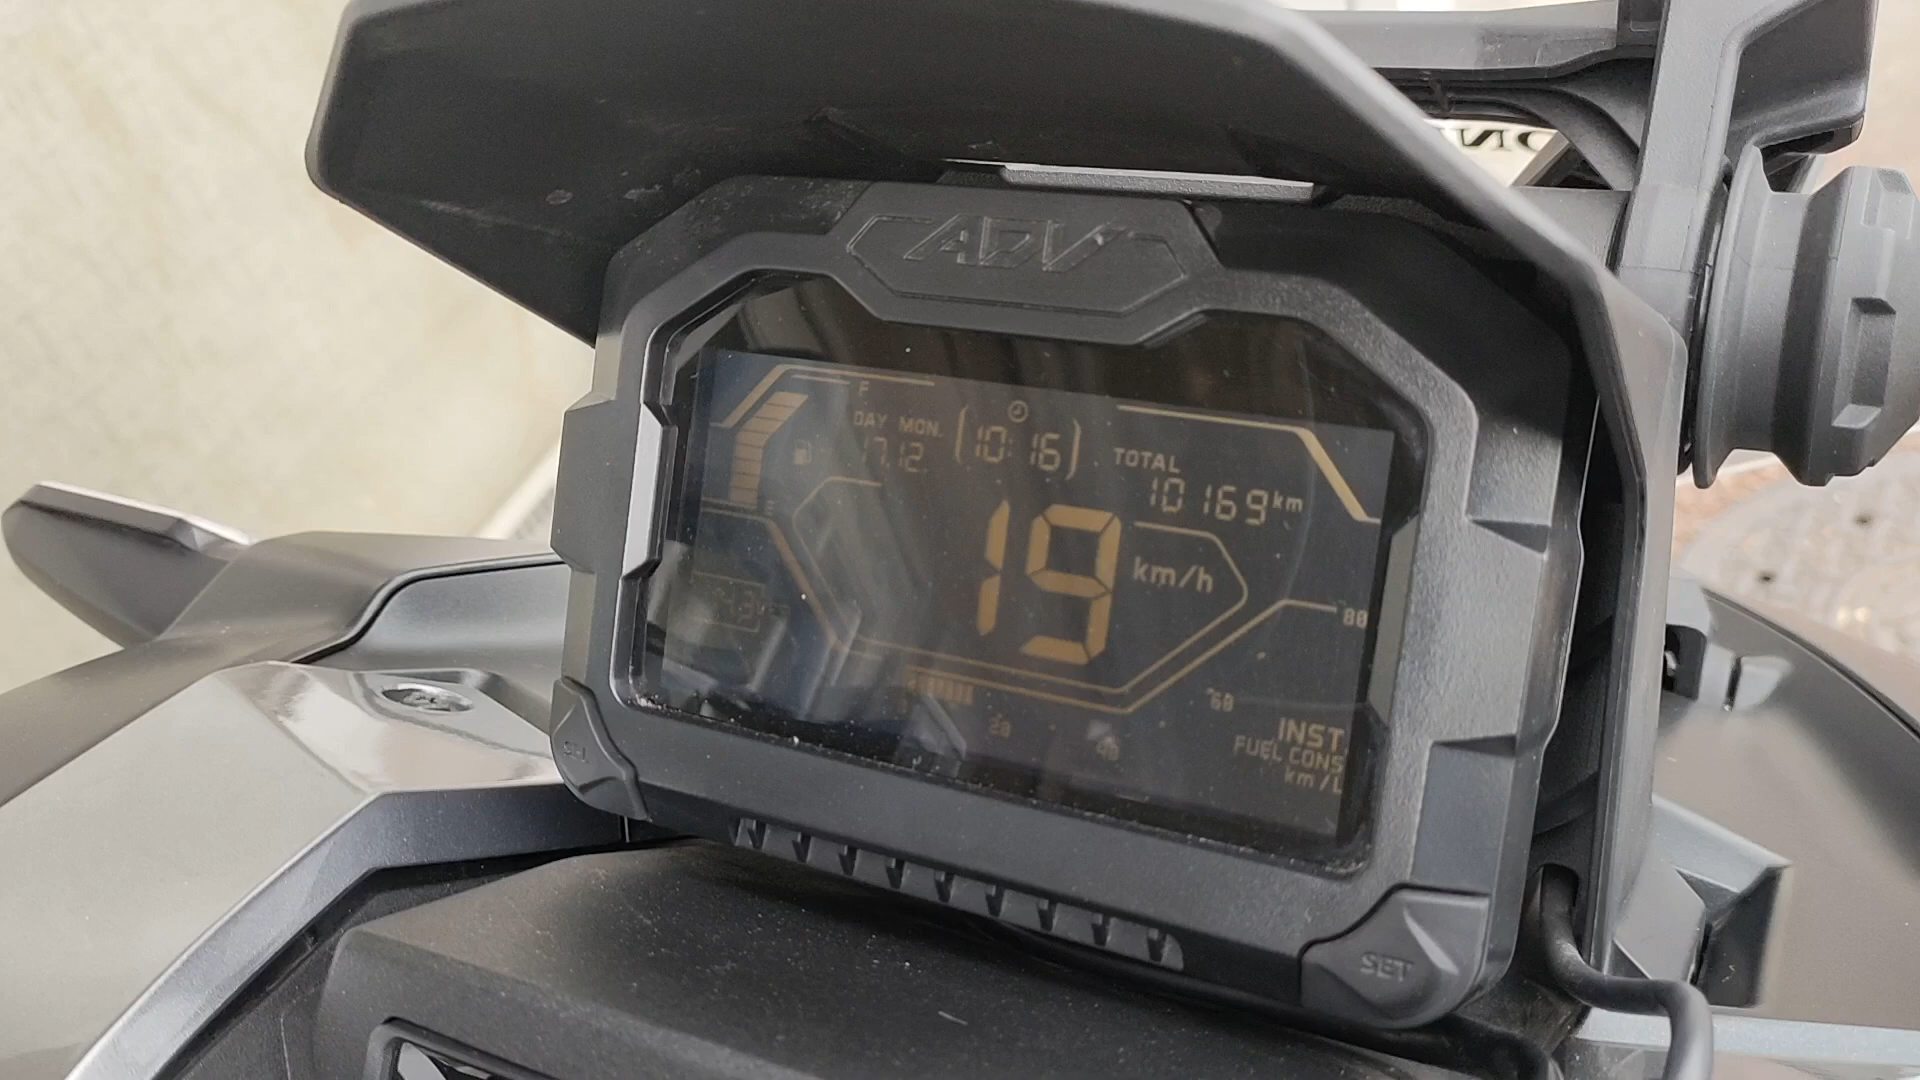 ADV
F
DAY MON.
17.12
10:16
TOTAL
10169 km
E
19 km/h
80
60
20
40
INST
FUEL CONS
km/L
SET